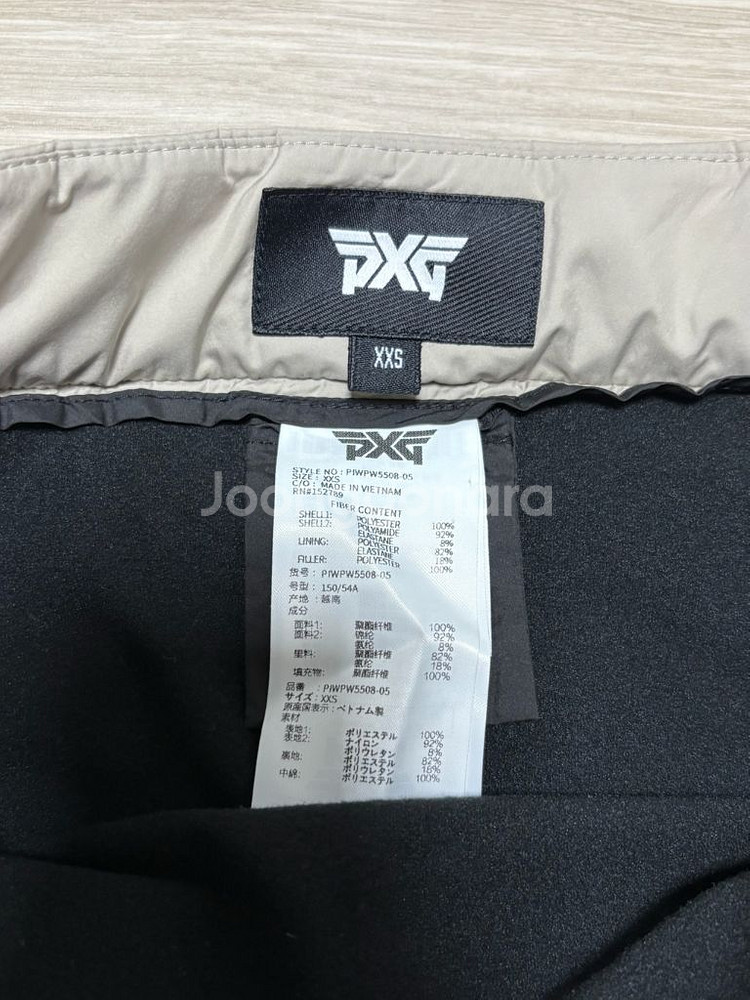 PXG
XXS
PXG
STYLE NO : PIWPW5508-05
SIZE : XXS
C/O : MADE IN VIETNAM
RN#152789
FIBER CONTENT
SHELL1: POLYESTER 100%
SHELL2: POLYAMIDE 92%
ELASTANE 8%
LINING: POLYESTER 82%
ELASTANE 18%
FILLER: POLYESTER 100%
货号 : PIWPW5508-05
号型 : 150/54A
产地 : 越南
成分
面料1: 聚酯纤维 100%
面料2: 锦纶 92%
氨纶 8%
里料: 聚酯纤维 82%
氨纶 18%
填充物: 聚酯纤维 100%
品番 : PIWPW5508-05
サイズ : XXS
原産国表示 : ベトナム製
素材
表地1: ポリエステル 100%
表地2: ナイロン 92%
ポリウレタン 8%
裏地: ポリエステル 82%
ポリウレタン 18%
中綿: ポリエステル 100%